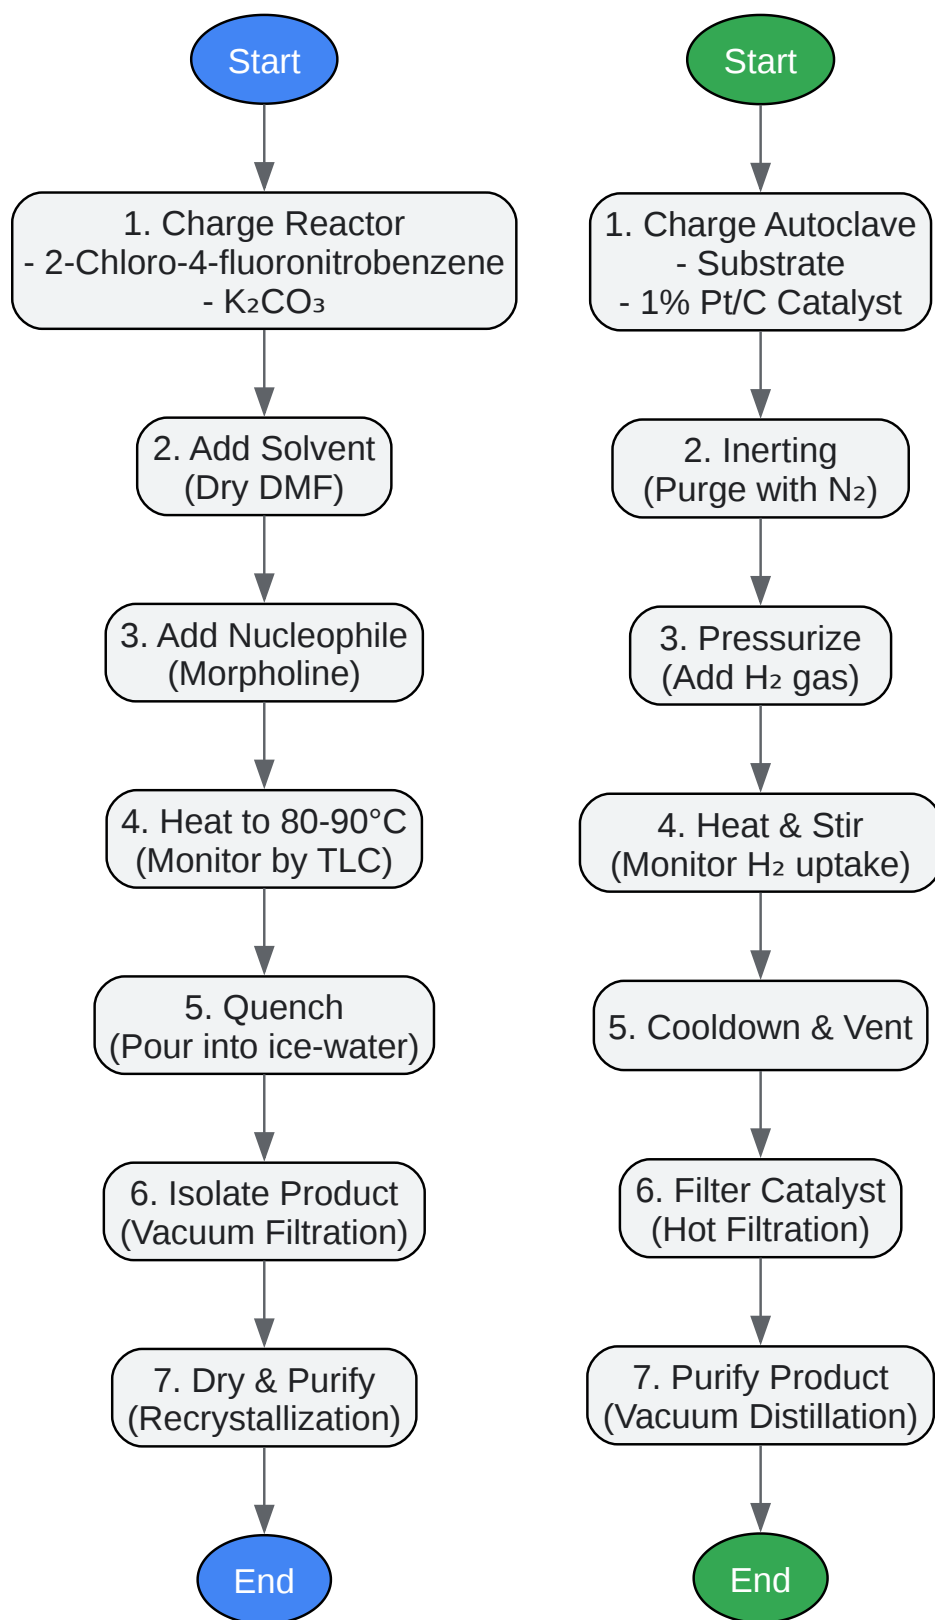 Start
1. Charge Reactor
- 2-Chloro-4-fluoronitrobenzene
- K₂CO₃
2. Add Solvent
(Dry DMF)
3. Add Nucleophile
(Morpholine)
4. Heat to 80-90°C
(Monitor by TLC)
5. Quench
(Pour into ice-water)
6. Isolate Product
(Vacuum Filtration)
7. Dry & Purify
(Recrystallization)
End
Start
1. Charge Autoclave
- Substrate
- 1% Pt/C Catalyst
2. Inerting
(Purge with N₂)
3. Pressurize
(Add H₂ gas)
4. Heat & Stir
(Monitor H₂ uptake)
5. Cooldown & Vent
6. Filter Catalyst
(Hot Filtration)
7. Purify Product
(Vacuum Distillation)
End